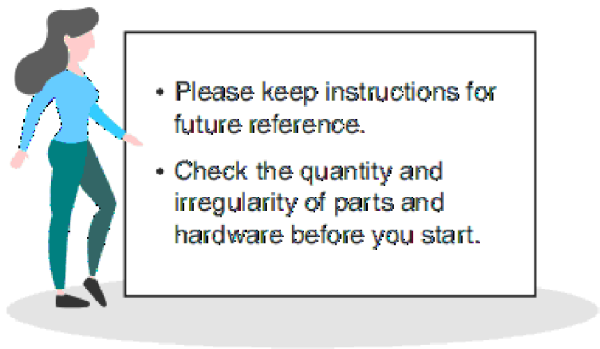 • Please keep instructions for
future reference.
• Check the quantity and
irregularity of parts and
hardware before you start.